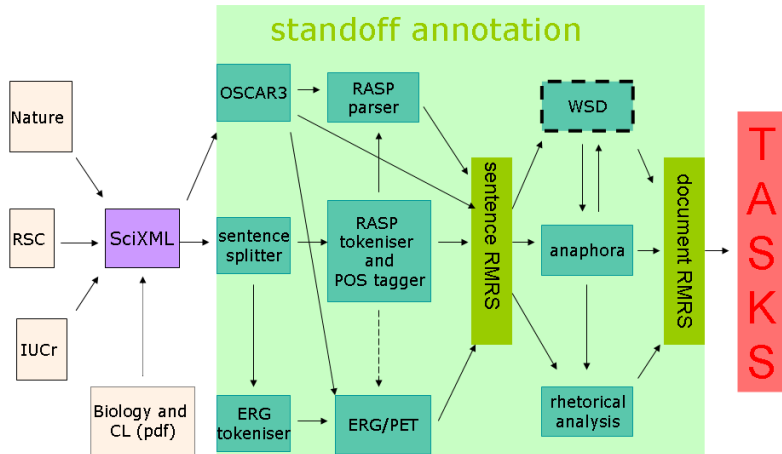 standoff annotation
Nature
RSC
IUCr
Biology and
CL (pdf)
SciXML
OSCAR3
sentence
splitter
ERG
tokeniser
RASP
parser
RASP
tokeniser
and
POS tagger
ERG/PET
sentence RMRS
WSD
anaphora
rhetorical
analysis
document RMRS
TASKS